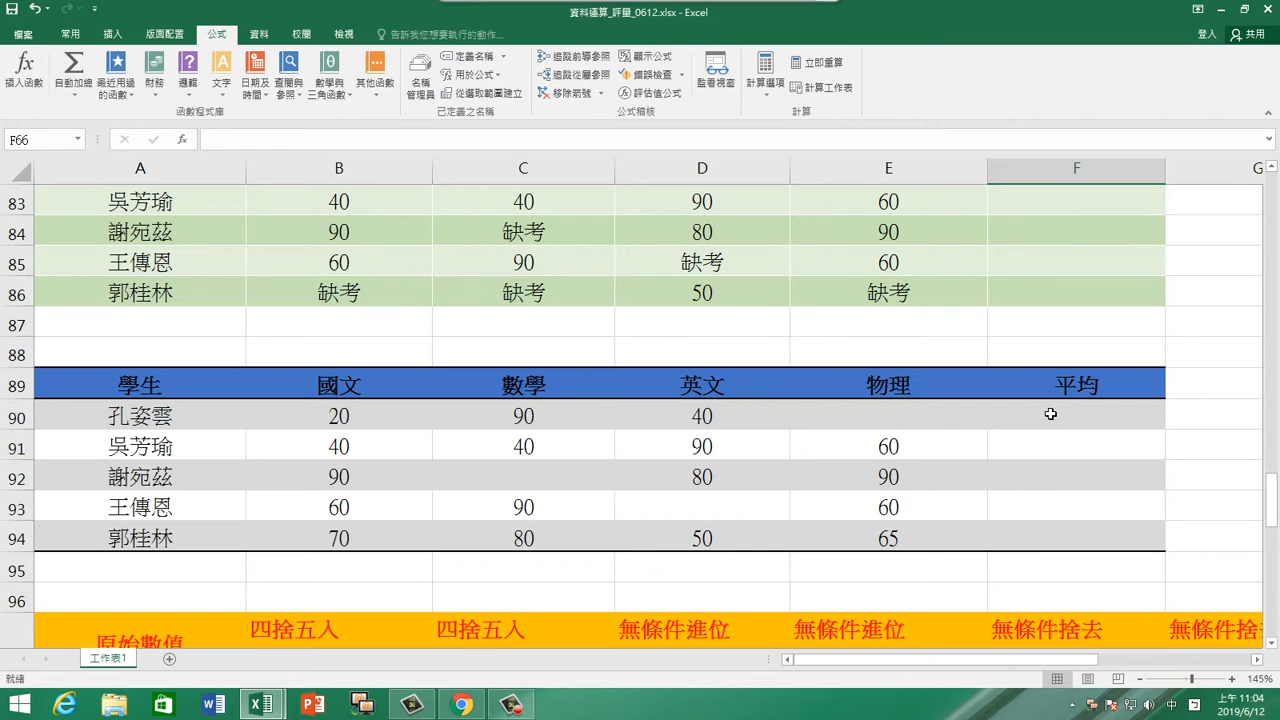 資料運算_評量_0612.xlsx - Excel
檔案 常用 插入 版面配置 公式 資料 校閱 檢視 告訴我您想要執行的動作... 登入 共用
插入函數 自動加總 最近用過的函數 財務 邏輯 文字 日期及時間 查閱與參照 數學與三角函數 其他函數 名稱管理員 定義名稱 用於公式 從選取範圍建立 追蹤前導參照 追蹤從屬參照 移除箭號 顯示公式 錯誤檢查 評估值公式 監看視窗 計算選項 立即重算 計算工作表
函數程式庫 已定義之名稱 公式稽核 計算
F66 fx
A B C D E F G
83 吳芳瑜 40 40 90 60
84 謝宛茲 90 缺考 80 90
85 王傳恩 60 90 缺考 60
86 郭桂林 缺考 缺考 50 缺考
87
88
89 學生 國文 數學 英文 物理 平均
90 孔姿雲 20 90 40
91 吳芳瑜 40 40 90 60
92 謝宛茲 90 80 90
93 王傳恩 60 90 60
94 郭桂林 70 80 50 65
95
96
原始數值 四捨五入 四捨五入 無條件進位 無條件進位 無條件捨去 無條件捨
工作表1
就緒 145%
中 上午 11:04
2019/6/12